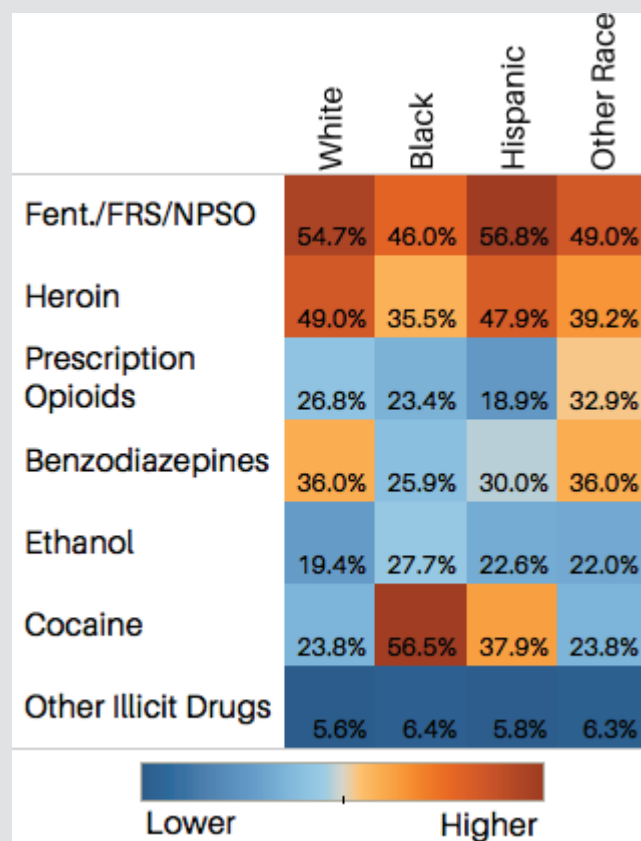 White Black Hispanic Other Race
Fent./FRS/NPSO
54.7% 46.0% 56.8% 49.0%
Heroin
49.0% 35.5% 47.9% 39.2%
Prescription
Opioids
26.8% 23.4% 18.9% 32.9%
Benzodiazepines
36.0% 25.9% 30.0% 36.0%
Ethanol
19.4% 27.7% 22.6% 22.0%
Cocaine
23.8% 56.5% 37.9% 23.8%
Other Illicit Drugs
5.6% 6.4% 5.8% 6.3%
Lower Higher